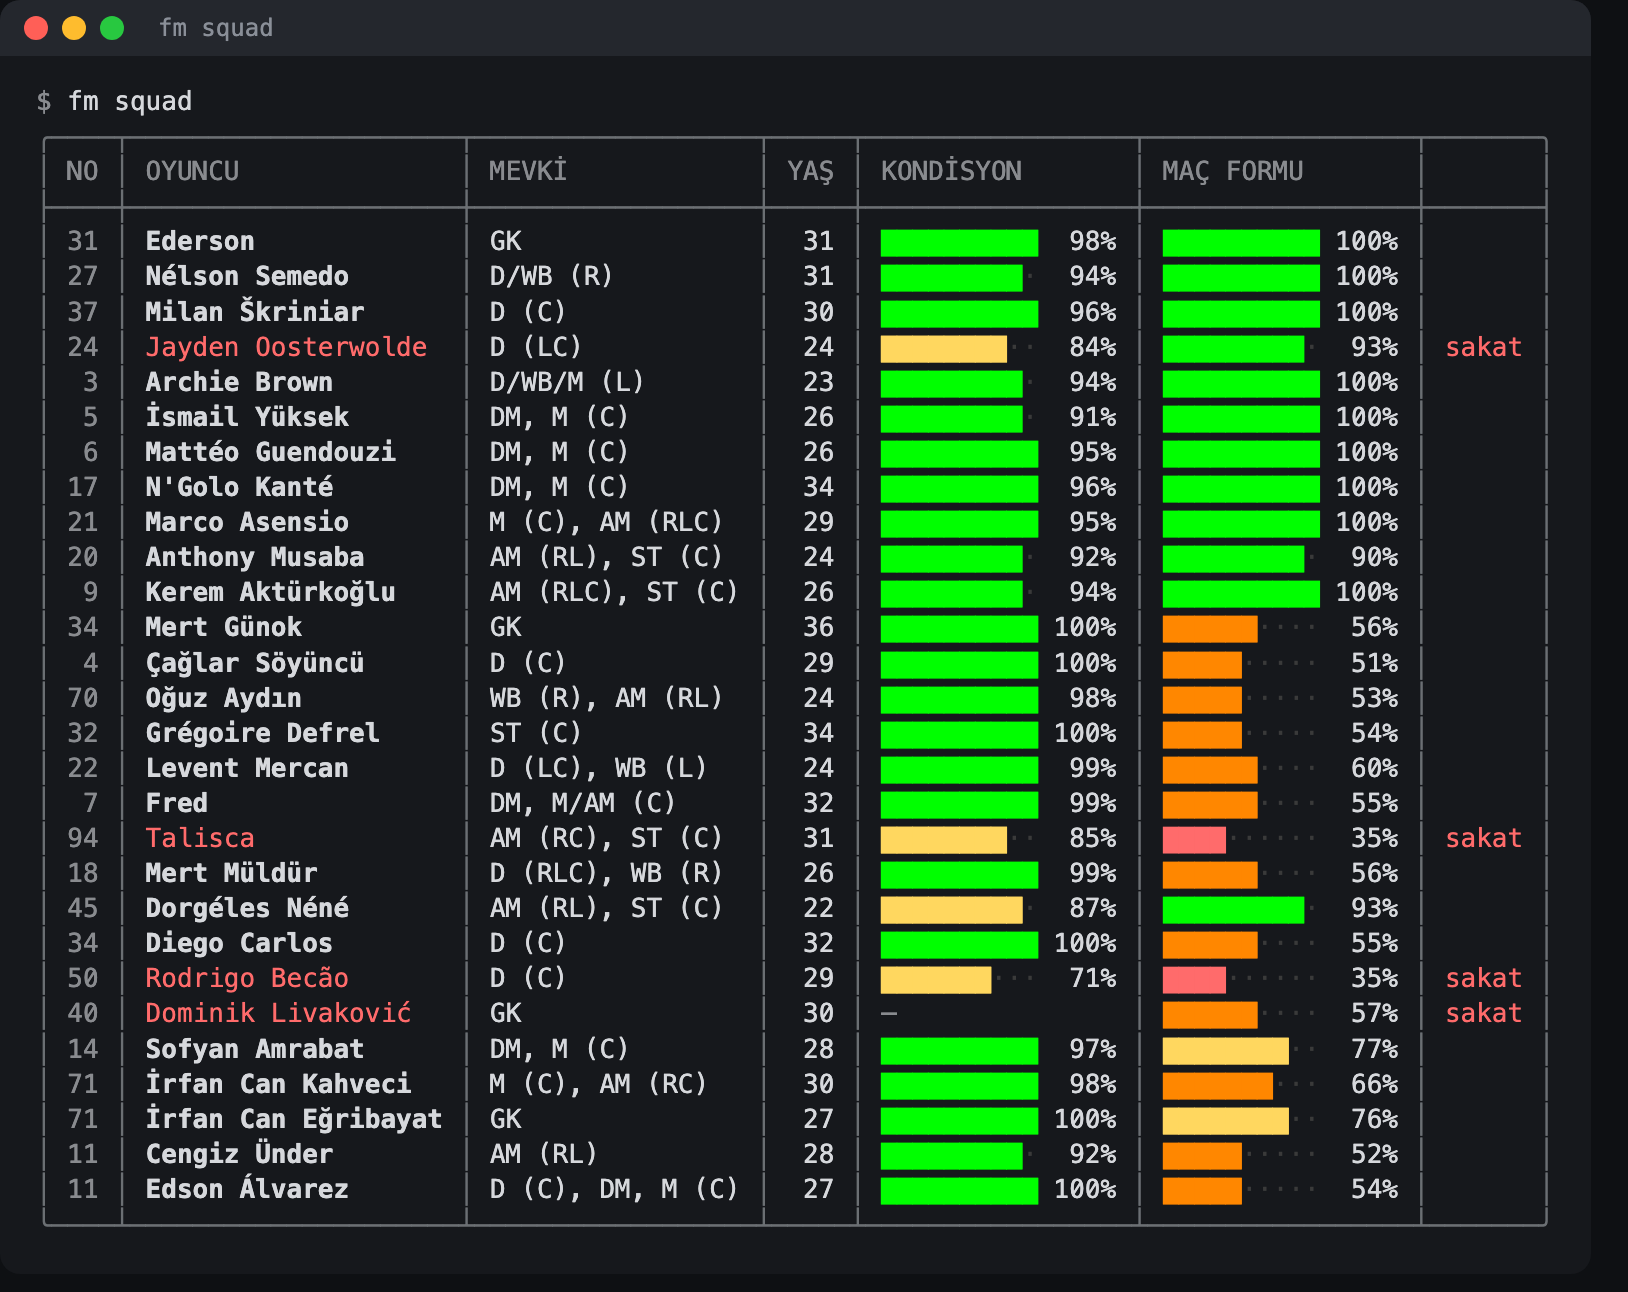 fm squad
$ fm squad
NO OYUNCU MEVKİ YAŞ KONDİSYON MAÇ FORMU
31 Ederson GK 31 98% 100%
27 Nélson Semedo D/WB (R) 31 94% 100%
37 Milan Škriniar D (C) 30 96% 100%
24 Jayden Oosterwolde D (LC) 24 84% 93% sakat
3 Archie Brown D/WB/M (L) 23 94% 100%
5 İsmail Yüksek DM, M (C) 26 91% 100%
6 Mattéo Guendouzi DM, M (C) 26 95% 100%
17 N'Golo Kanté DM, M (C) 34 96% 100%
21 Marco Asensio M (C), AM (RLC) 29 95% 100%
20 Anthony Musaba AM (RL), ST (C) 24 92% 90%
9 Kerem Aktürkoğlu AM (RLC), ST (C) 26 94% 100%
34 Mert Günok GK 36 100% 56%
4 Çağlar Söyüncü D (C) 29 100% 51%
70 Oğuz Aydın WB (R), AM (RL) 24 98% 53%
32 Grégoire Defrel ST (C) 34 100% 54%
22 Levent Mercan D (LC), WB (L) 24 99% 60%
7 Fred DM, M/AM (C) 32 99% 55%
94 Talisca AM (RC), ST (C) 31 85% 35% sakat
18 Mert Müldür D (RLC), WB (R) 26 99% 56%
45 Dorgéles Néné AM (RL), ST (C) 22 87% 93%
34 Diego Carlos D (C) 32 100% 55%
50 Rodrigo Becão D (C) 29 71% 35% sakat
40 Dominik Livaković GK 30 — 57% sakat
14 Sofyan Amrabat DM, M (C) 28 97% 77%
71 İrfan Can Kahveci M (C), AM (RC) 30 98% 66%
71 İrfan Can Eğribayat GK 27 100% 76%
11 Cengiz Ünder AM (RL) 28 92% 52%
11 Edson Álvarez D (C), DM, M (C) 27 100% 54%